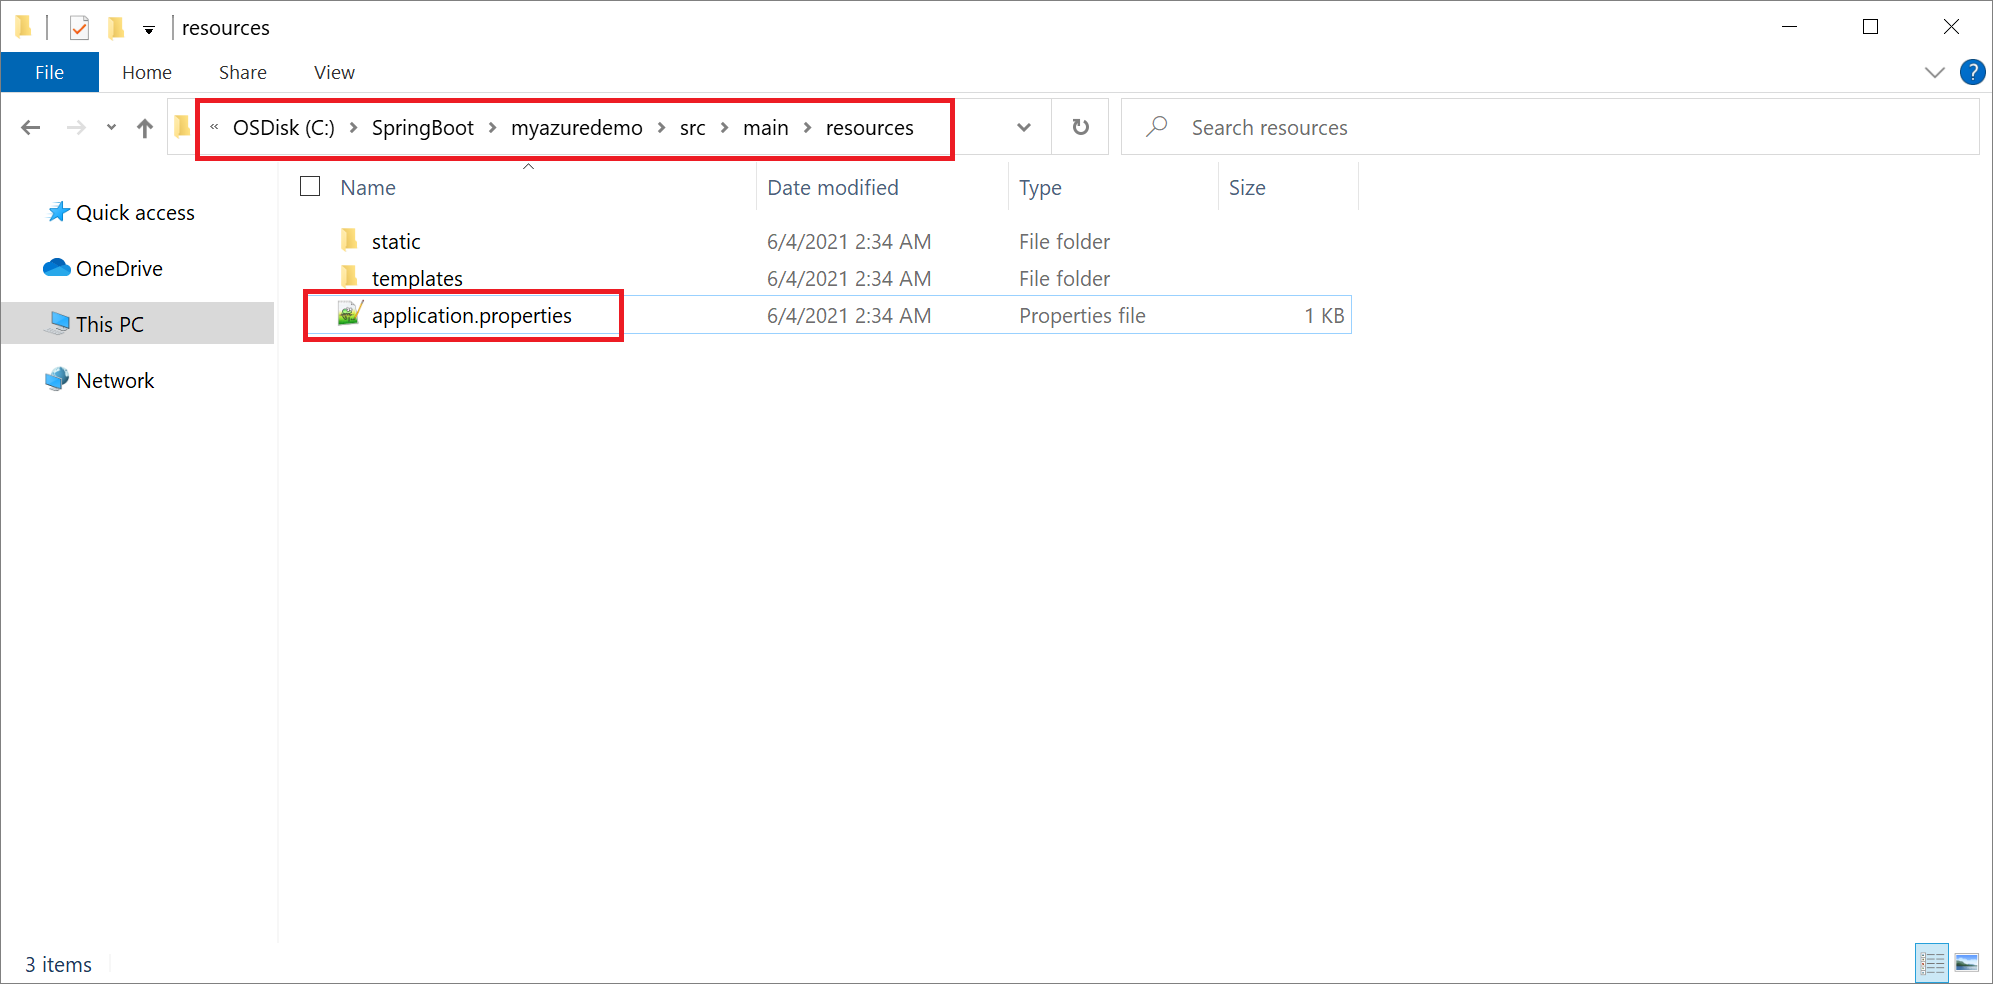 resources
File Home Share View ?
« OSDisk (C:) > SpringBoot > myazuredemo > src > main > resources Search resources
Name Date modified Type Size
Quick access
OneDrive
This PC
Network
static 6/4/2021 2:34 AM File folder
templates 6/4/2021 2:34 AM File folder
application.properties 6/4/2021 2:34 AM Properties file 1 KB
3 items